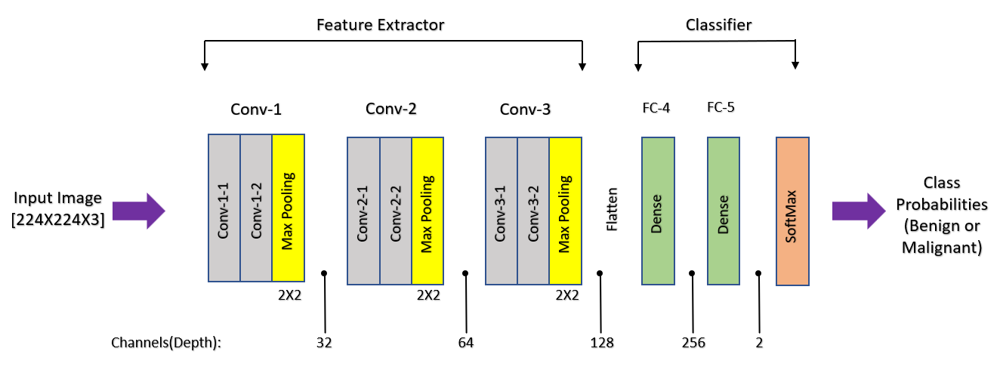 Feature Extractor
Classifier
Conv-1
Conv-2
Conv-3
FC-4
FC-5
Input Image
[224X224X3]
Conv-1-1
Conv-1-2
Max Pooling
Conv-2-1
Conv-2-2
Max Pooling
Conv-3-1
Conv-3-2
Max Pooling
Flatten
Dense
Dense
SoftMax
Class
Probabilities
(Benign or
Malignant)
2X2
2X2
2X2
Channels(Depth):
32
64
128
256
2